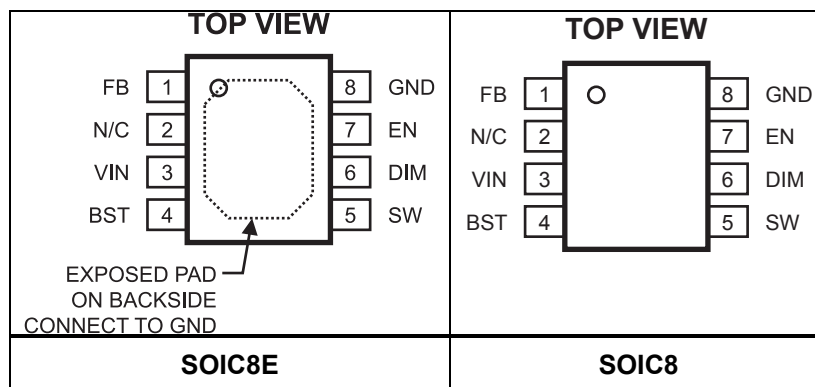 TOP VIEW
FB 1 8 GND
N/C 2 7 EN
VIN 3 6 DIM
BST 4 5 SW
EXPOSED PAD
ON BACKSIDE
CONNECT TO GND
SOIC8E
TOP VIEW
FB 1 8 GND
N/C 2 7 EN
VIN 3 6 DIM
BST 4 5 SW
SOIC8